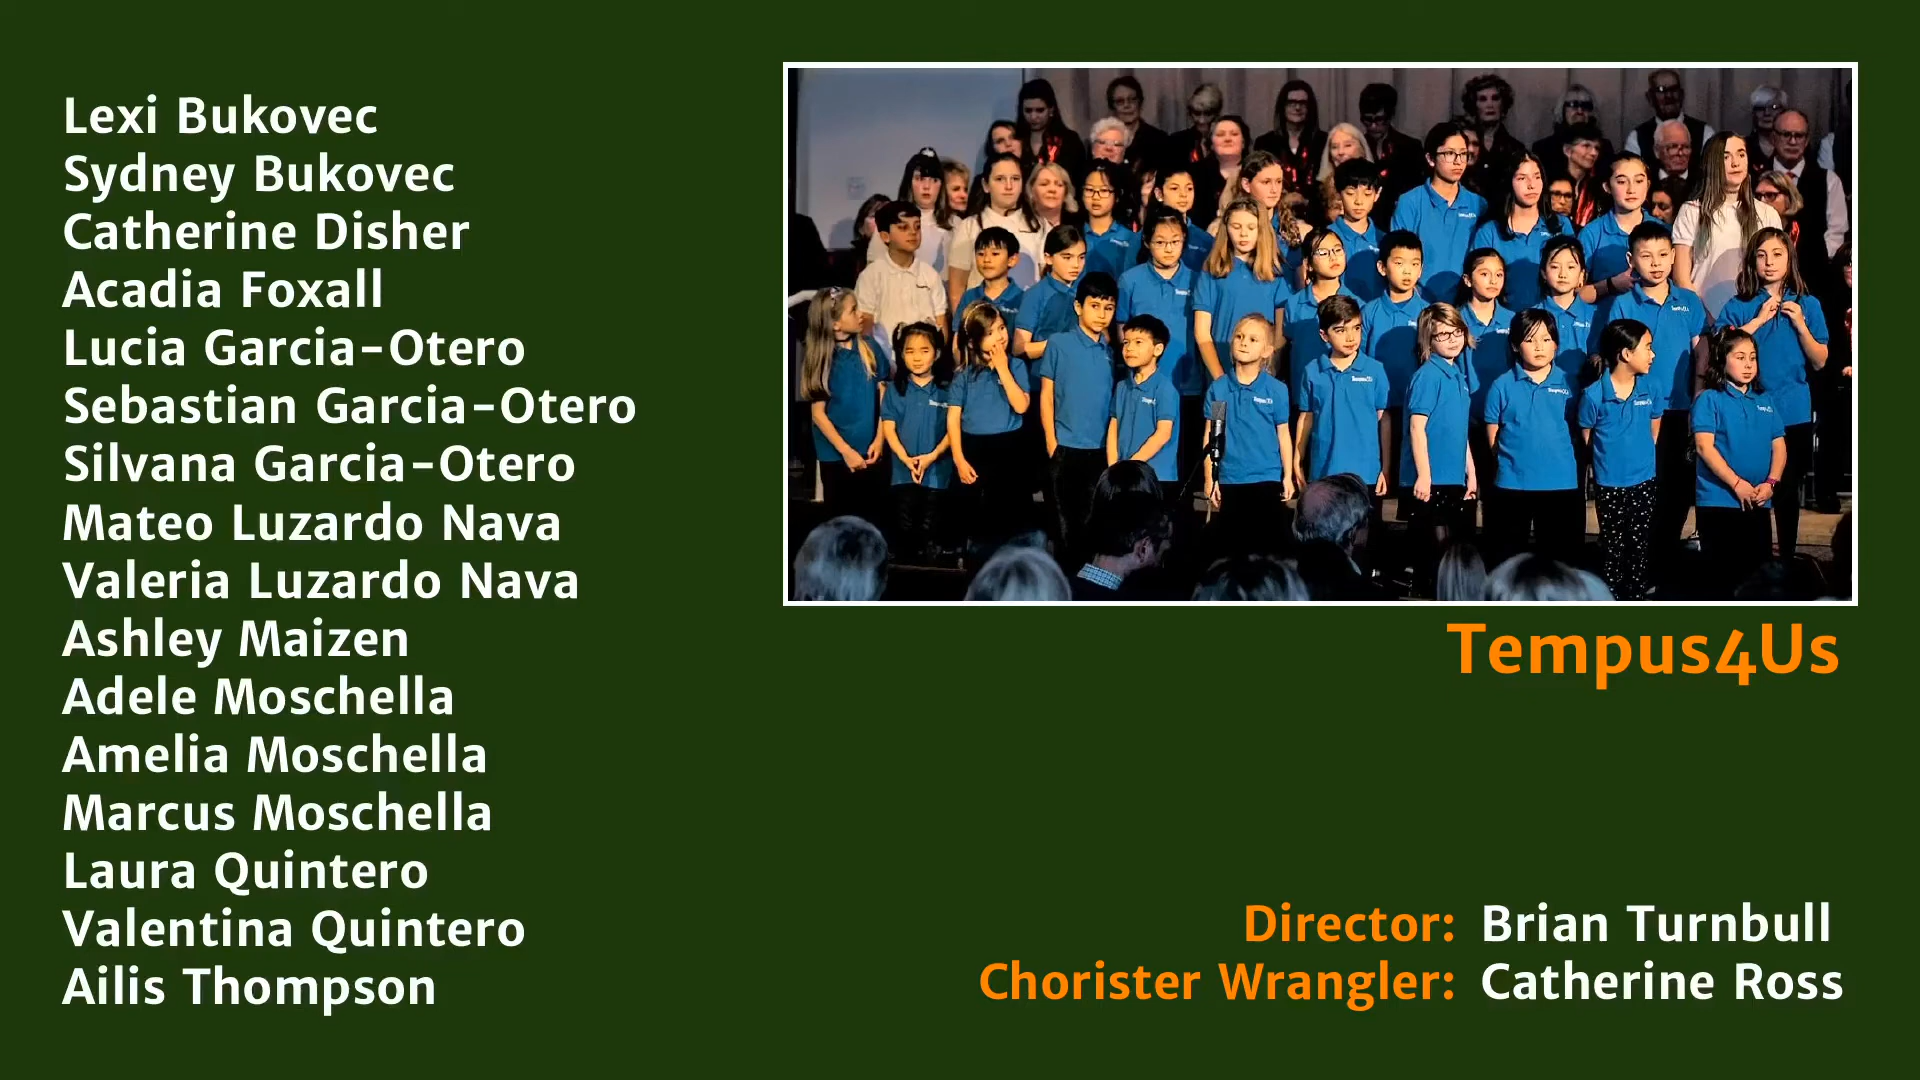 Lexi Bukovec
Sydney Bukovec
Catherine Disher
Acadia Foxall
Lucia Garcia-Otero
Sebastian Garcia-Otero
Silvana Garcia-Otero
Mateo Luzardo Nava
Valeria Luzardo Nava
Ashley Maizen
Adele Moschella
Amelia Moschella
Marcus Moschella
Laura Quintero
Valentina Quintero
Ailis Thompson
Tempus4Us
Director: Brian Turnbull
Chorister Wrangler: Catherine Ross